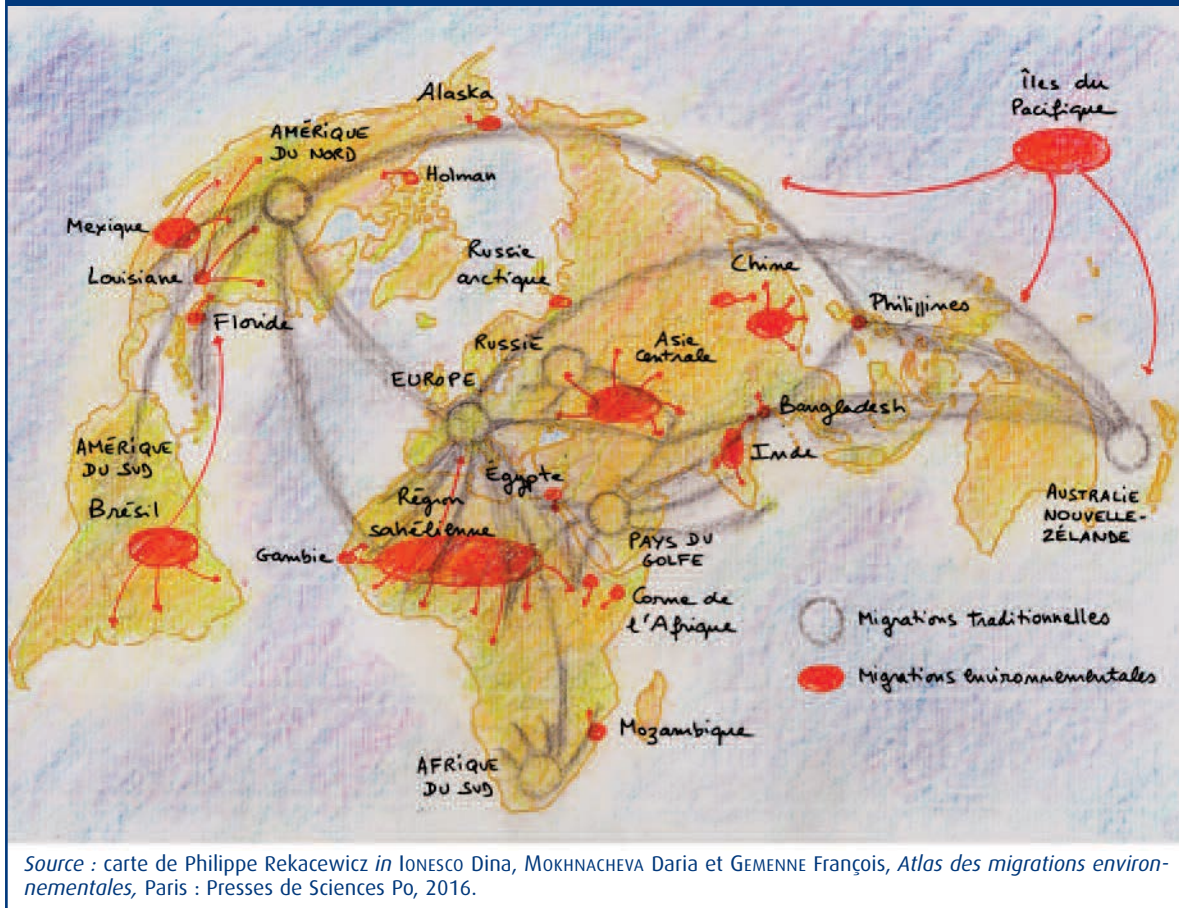 Alaska
Îles du
Pacifique
AMÉRIQUE
DU NORD
Holman
Mexique
Russie
arctique
Chine
Louisiane
Philippines
Floride
RUSSIE
Asie
centrale
EUROPE
Bangladesh
AMÉRIQUE
DU SUD
Égypte
Inde
Brésil
Région
sahélienne
AUSTRALIE
NOUVELLE-
ZÉLANDE
Gambie
PAYS DU
GOLFE
Corne de
l'Afrique
Migrations traditionnelles
Migrations environnementales
Mozambique
AFRIQUE
DU SUD
Source : carte de Philippe Rekacewicz in IONESCO Dina, MOKHNACHEVA Daria et GEMENNE François, Atlas des migrations environ-
nementales, Paris : Presses de Sciences Po, 2016.